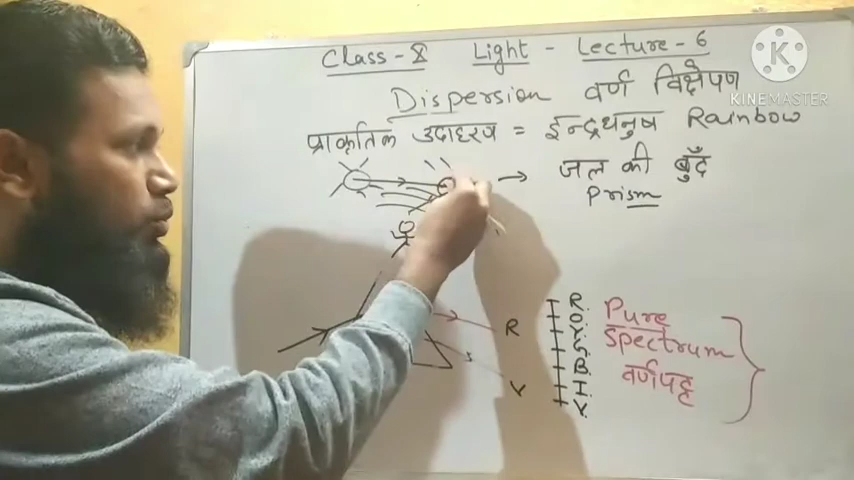 Class-X Light - Lecture-6
Dispersion वर्ण विक्षेपण
प्राकृतिक उदाहरण = इन्द्रधनुष Rainbow
→ जल की बुँद
Prism
R
V
R.
O.
Y.
G.
B.
I.
V.
Pure
Spectrum
वर्णपट्ट
K
KINEMASTER